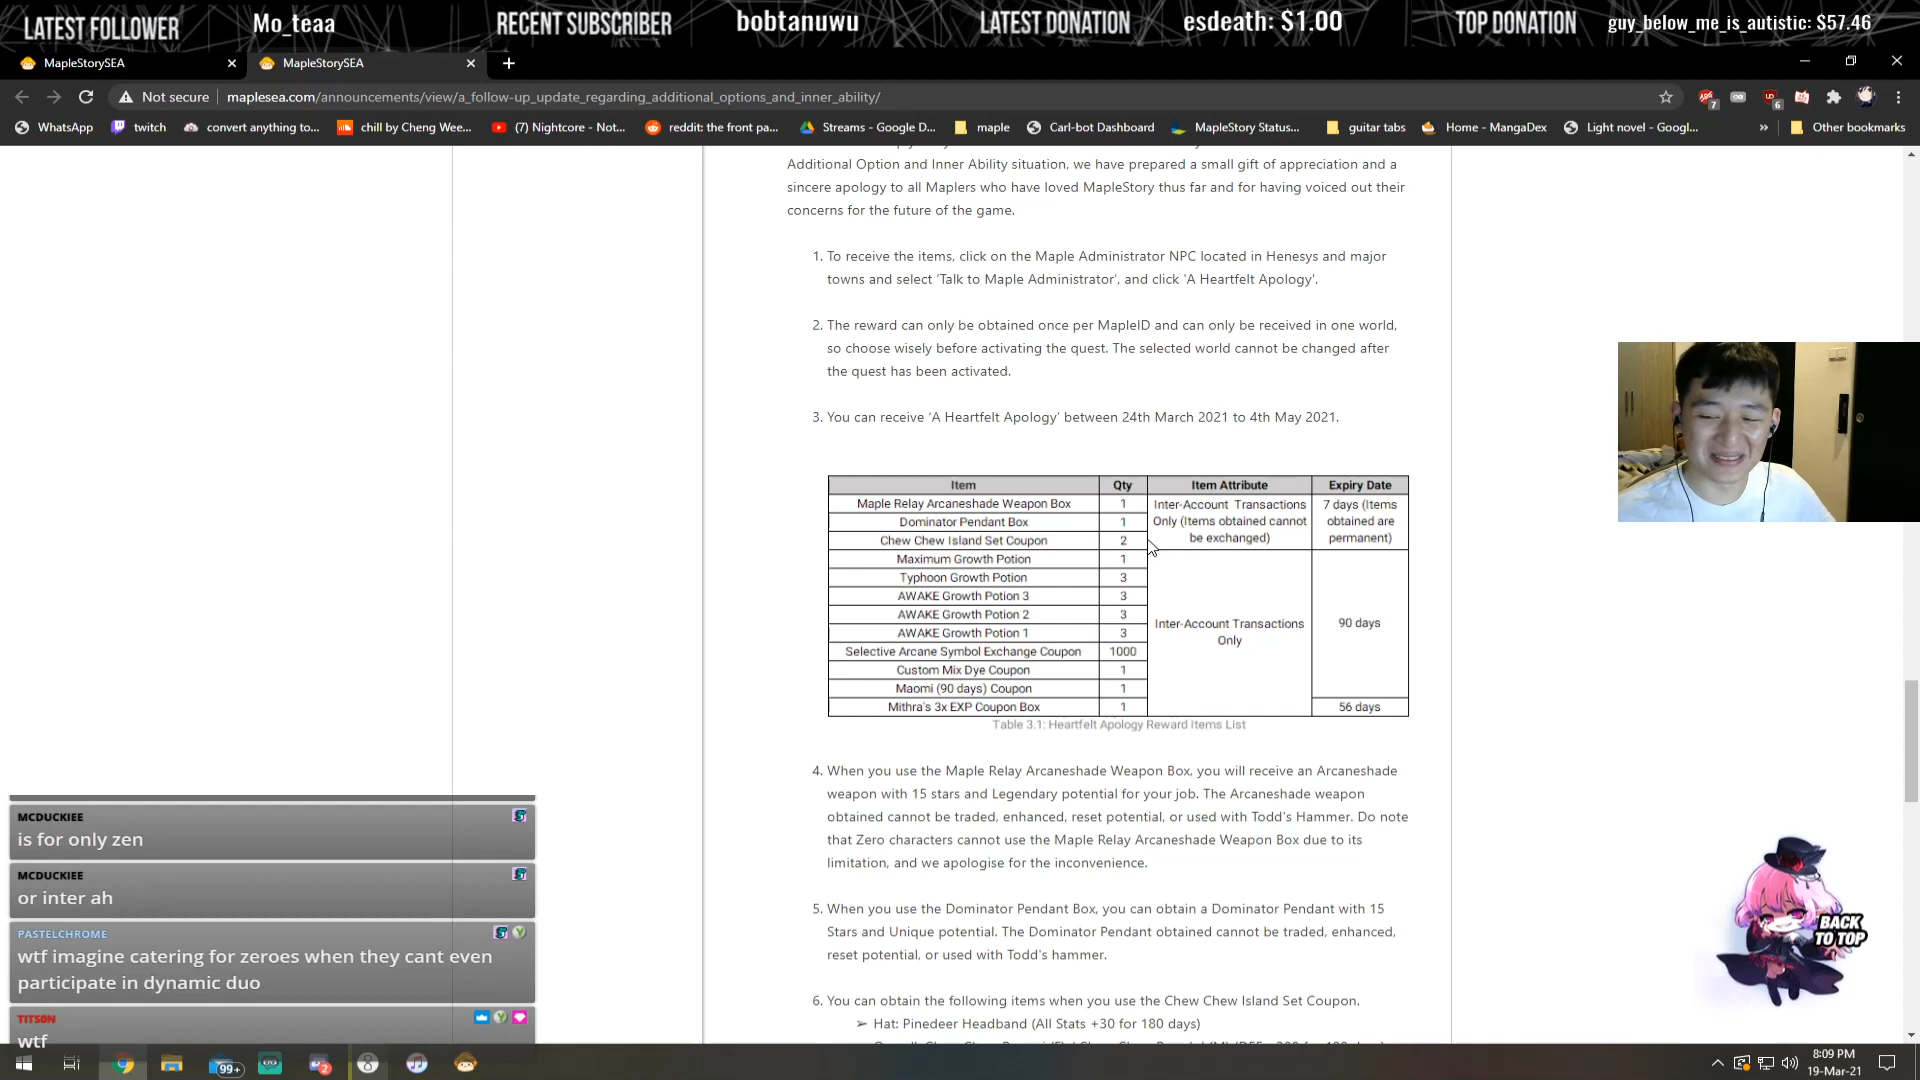 LATEST FOLLOWER Mo_teaa RECENT SUBSCRIBER bobtanuwu LATEST DONATION esdeath: $1.00 TOP DONATION guy_below_me_is_autistic: $57.46
MapleStorySEA MapleStorySEA
Not secure maplesea.com/announcements/view/a_follow-up_update_regarding_additional_options_and_inner_ability/
7 6
WhatsApp twitch convert anything to... chill by Cheng Wee... (7) Nightcore - Not... reddit: the front pa... Streams - Google D... maple Carl-bot Dashboard MapleStory Status... guitar tabs Home - MangaDex Light novel - Googl... » Other bookmarks
Additional Option and Inner Ability situation, we have prepared a small gift of appreciation and a
sincere apology to all Maplers who have loved MapleStory thus far and for having voiced out their
concerns for the future of the game.
1. To receive the items, click on the Maple Administrator NPC located in Henesys and major
towns and select ‘Talk to Maple Administrator’, and click 'A Heartfelt Apology'.
2. The reward can only be obtained once per MapleID and can only be received in one world,
so choose wisely before activating the quest. The selected world cannot be changed after
the quest has been activated.
3. You can receive ‘A Heartfelt Apology’ between 24th March 2021 to 4th May 2021.
Item Qty Item Attribute Expiry Date
Maple Relay Arcaneshade Weapon Box 1 Inter-Account Transactions 7 days (Items
Dominator Pendant Box 1 Only (Items obtained cannot obtained are
Chew Chew Island Set Coupon 2 be exchanged) permanent)
Maximum Growth Potion 1
Typhoon Growth Potion 3
AWAKE Growth Potion 3 3
AWAKE Growth Potion 2 3 Inter-Account Transactions 90 days
AWAKE Growth Potion 1 3 Only
Selective Arcane Symbol Exchange Coupon 1000
Custom Mix Dye Coupon 1
Maomi (90 days) Coupon 1
Mithra's 3x EXP Coupon Box 1 56 days
Table 3.1: Heartfelt Apology Reward Items List
4. When you use the Maple Relay Arcaneshade Weapon Box, you will receive an Arcaneshade
weapon with 15 stars and Legendary potential for your job. The Arcaneshade weapon
obtained cannot be traded, enhanced, reset potential, or used with Todd's Hammer. Do note
that Zero characters cannot use the Maple Relay Arcaneshade Weapon Box due to its
limitation, and we apologise for the inconvenience.
5. When you use the Dominator Pendant Box, you can obtain a Dominator Pendant with 15
Stars and Unique potential. The Dominator Pendant obtained cannot be traded, enhanced,
reset potential, or used with Todd's hammer.
6. You can obtain the following items when you use the Chew Chew Island Set Coupon.
➢ Hat: Pinedeer Headband (All Stats +30 for 180 days)
MCDUCKIEE
is for only zen
MCDUCKIEE
or inter ah
PASTELCHROME
wtf imagine catering for zeroes when they cant even
participate in dynamic duo
TITSON
wtf
BACK
TO TOP
99+ 2
8:09 PM
19-Mar-21